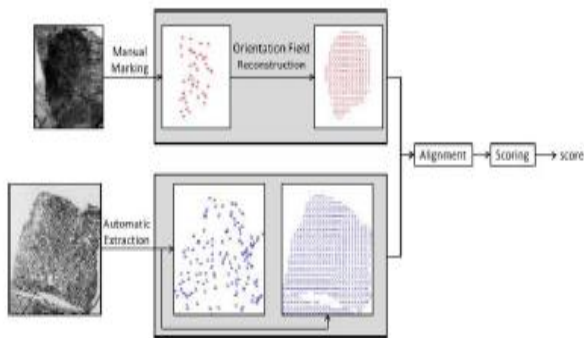 Manual
Marking
Orientation Field
Reconstruction
Automatic
Extraction
Alignment
Scoring
score